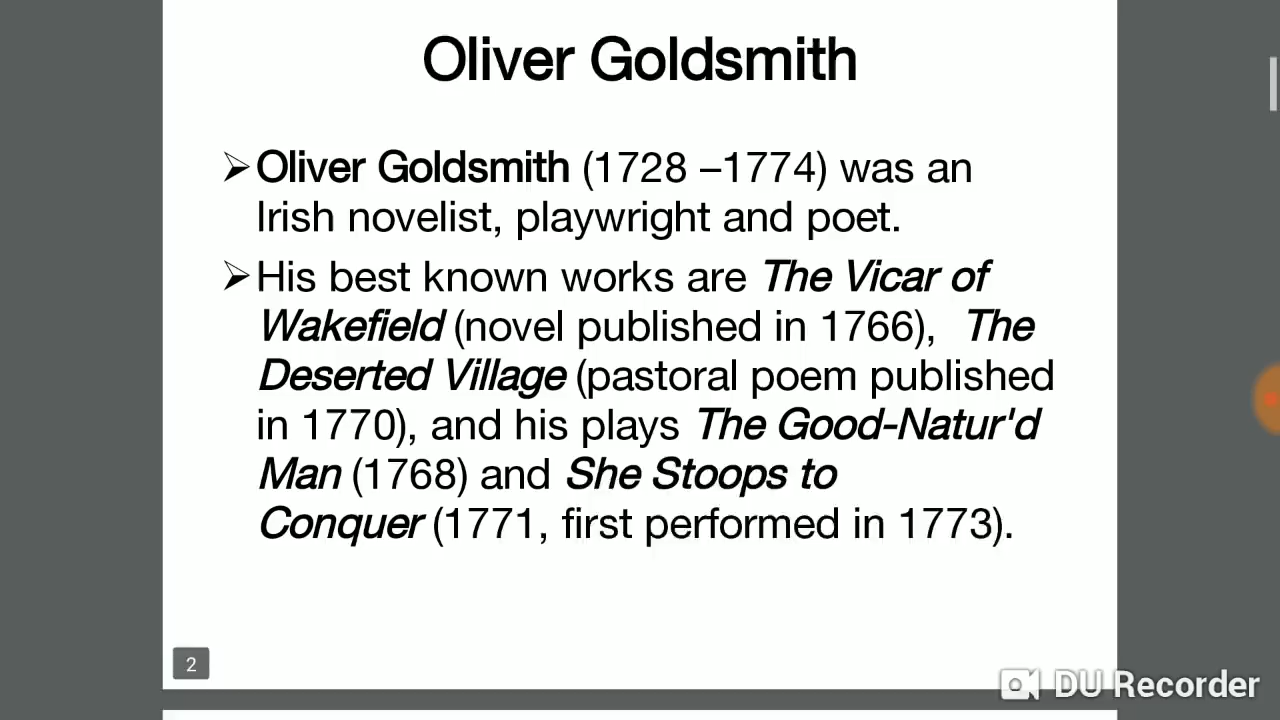 Oliver Goldsmith
➢Oliver Goldsmith (1728 –1774) was an
Irish novelist, playwright and poet.
➢His best known works are The Vicar of
Wakefield (novel published in 1766), The
Deserted Village (pastoral poem published
in 1770), and his plays The Good-Natur'd
Man (1768) and She Stoops to
Conquer (1771, first performed in 1773).
2
DU Recorder